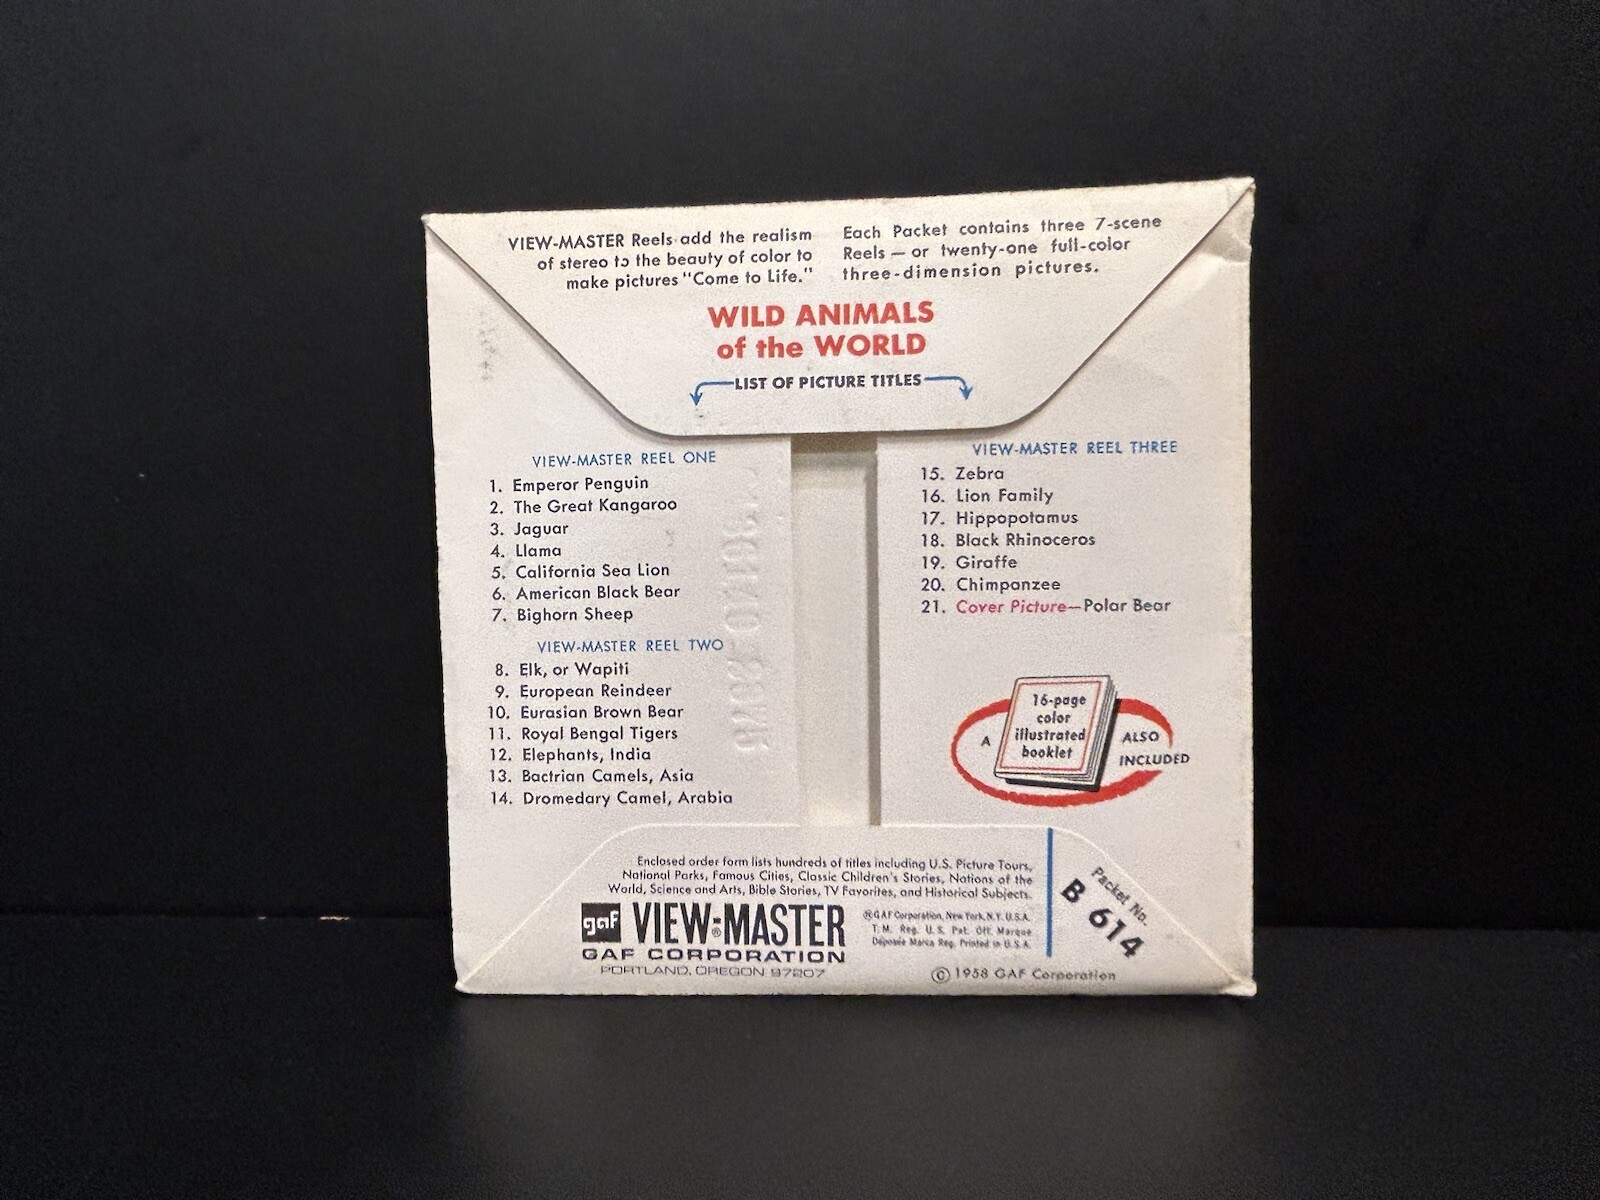 VIEW-MASTER Reels add the realism
of stereo to the beauty of color to
make pictures "Come to Life."
Each Packet contains three 7-scene
Reels — or twenty-one full-color
three-dimension pictures.
WILD ANIMALS
of the WORLD
LIST OF PICTURE TITLES
VIEW-MASTER REEL ONE
1. Emperor Penguin
2. The Great Kangaroo
3. Jaguar
4. Llama
5. California Sea Lion
6. American Black Bear
7. Bighorn Sheep
VIEW-MASTER REEL TWO
8. Elk, or Wapiti
9. European Reindeer
10. Eurasian Brown Bear
11. Royal Bengal Tigers
12. Elephants, India
13. Bactrian Camels, Asia
14. Dromedary Camel, Arabia
VIEW-MASTER REEL THREE
15. Zebra
16. Lion Family
17. Hippopotamus
18. Black Rhinoceros
19. Giraffe
20. Chimpanzee
21. Cover Picture—Polar Bear
A
16-page
color
illustrated
booklet
ALSO
INCLUDED
Enclosed order form lists hundreds of titles including U.S. Picture Tours,
National Parks, Famous Cities, Classic Children's Stories, Nations of the
World, Science and Arts, Bible Stories, TV Favorites, and Historical Subjects.
gaf VIEW-MASTER®
GAF CORPORATION
PORTLAND, OREGON 97207
®GAF Corporation, New York, N.Y. U.S.A.
T.M. Reg. U.S. Pat. Off. Marque
Déposée Marca Reg. Printed in U.S.A.
Packet No.
B 614
© 1958 GAF Corporation